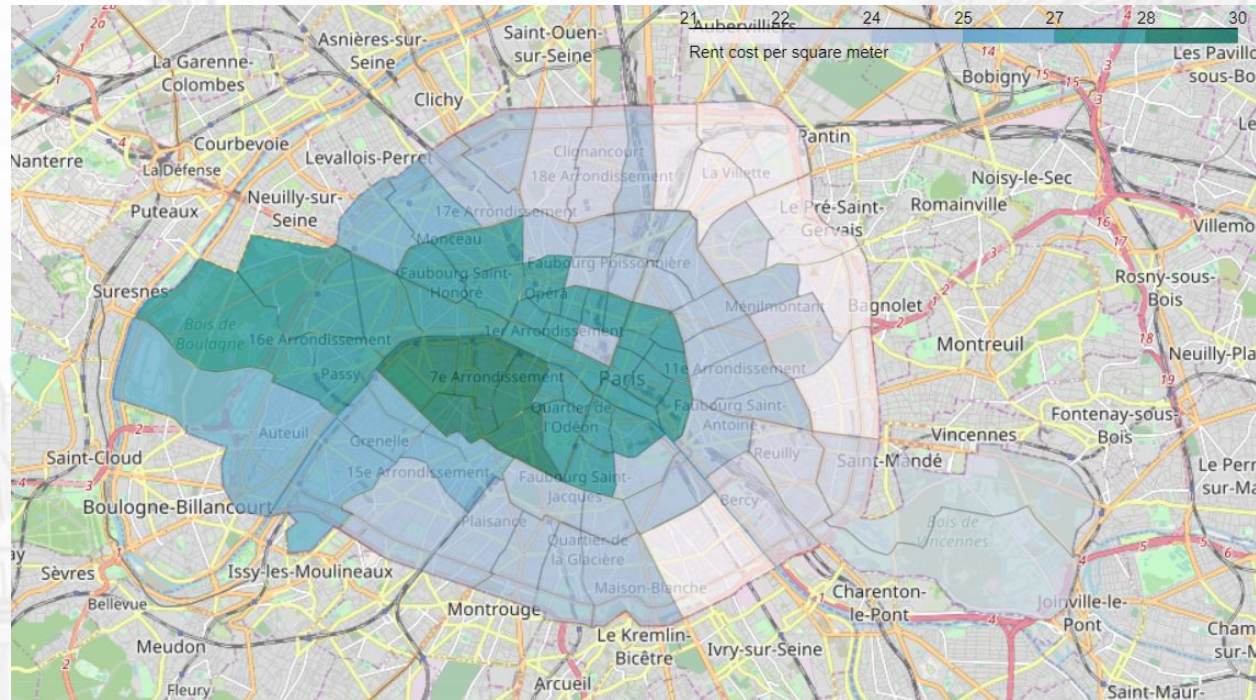 21
22
24
25
27
28
30
Aubervilliers
Rent cost per square meter
Saint-Ouen-
sur-Seine
Asnières-sur-
Seine
La Garenne-
Colombes
Clichy
Les Pavillo
sous-Bo
Bobigny
Courbevoie
Levallois-Perret
Nanterre
La Défense
Neuilly-sur-
Seine
Puteaux
Clignancourt
18e Arrondissement
La Villette
Pantin
Noisy-le-Sec
Le Pré-Saint-
Gervais
Romainville
Villemo
17e Arrondissement
Monceau
Faubourg Saint-
Honoré
Faubourg Poissonnière
Opéra
Ménilmontant
Bagnolet
Rosny-sous-
Bois
Suresnes
Bois de
Boulogne
16e Arrondissement
1er Arrondissement
Montreuil
Neuilly-Pla
Passy
7e Arrondissement
Paris
11e Arrondissement
Quartier de
l'Odéon
Faubourg Saint-
Antoine
Fontenay-sous-
Bois
Auteuil
Grenelle
Saint-Cloud
Vincennes
Reuilly
Saint-Mandé
Le Perr
sur-Ma
15e Arrondissement
Faubourg Saint-
Jacques
Boulogne-Billancourt
Bercy
Plaisance
Bois de
Vincennes
Quartier de
la Glacière
ay
Sèvres
Issy-les-Moulineaux
Maison-Blanche
Charenton-
le-Pont
Joinville-le-
Pont
Bellevue
Montrouge
Le Kremlin-
Bicêtre
Ivry-sur-Seine
Cham
sur-M
Meudon
Arcueil
Fleury
Saint-Maur-